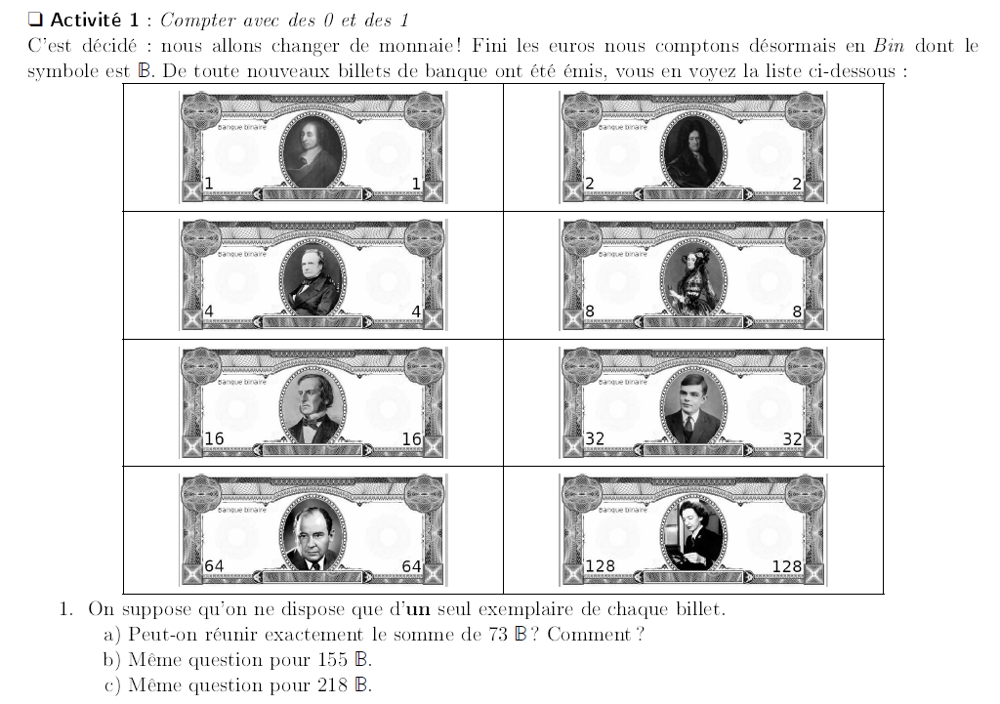 ❏ Activité 1 : Compter avec des 0 et des 1
C'est décidé : nous allons changer de monnaie! Fini les euros nous comptons désormais en Bin dont le
symbole est 𝔹. De toute nouveaux billets de banque ont été émis, vous en voyez la liste ci-dessous :
Banque binaire
1 1
Banque binaire
2 2
Banque binaire
4 4
Banque binaire
8 8
Banque binaire
16 16
Banque binaire
32 32
Banque binaire
64 64
Banque binaire
128 128
1. On suppose qu'on ne dispose que d'un seul exemplaire de chaque billet.
a) Peut-on réunir exactement le somme de 73 𝔹? Comment ?
b) Même question pour 155 𝔹.
c) Même question pour 218 𝔹.